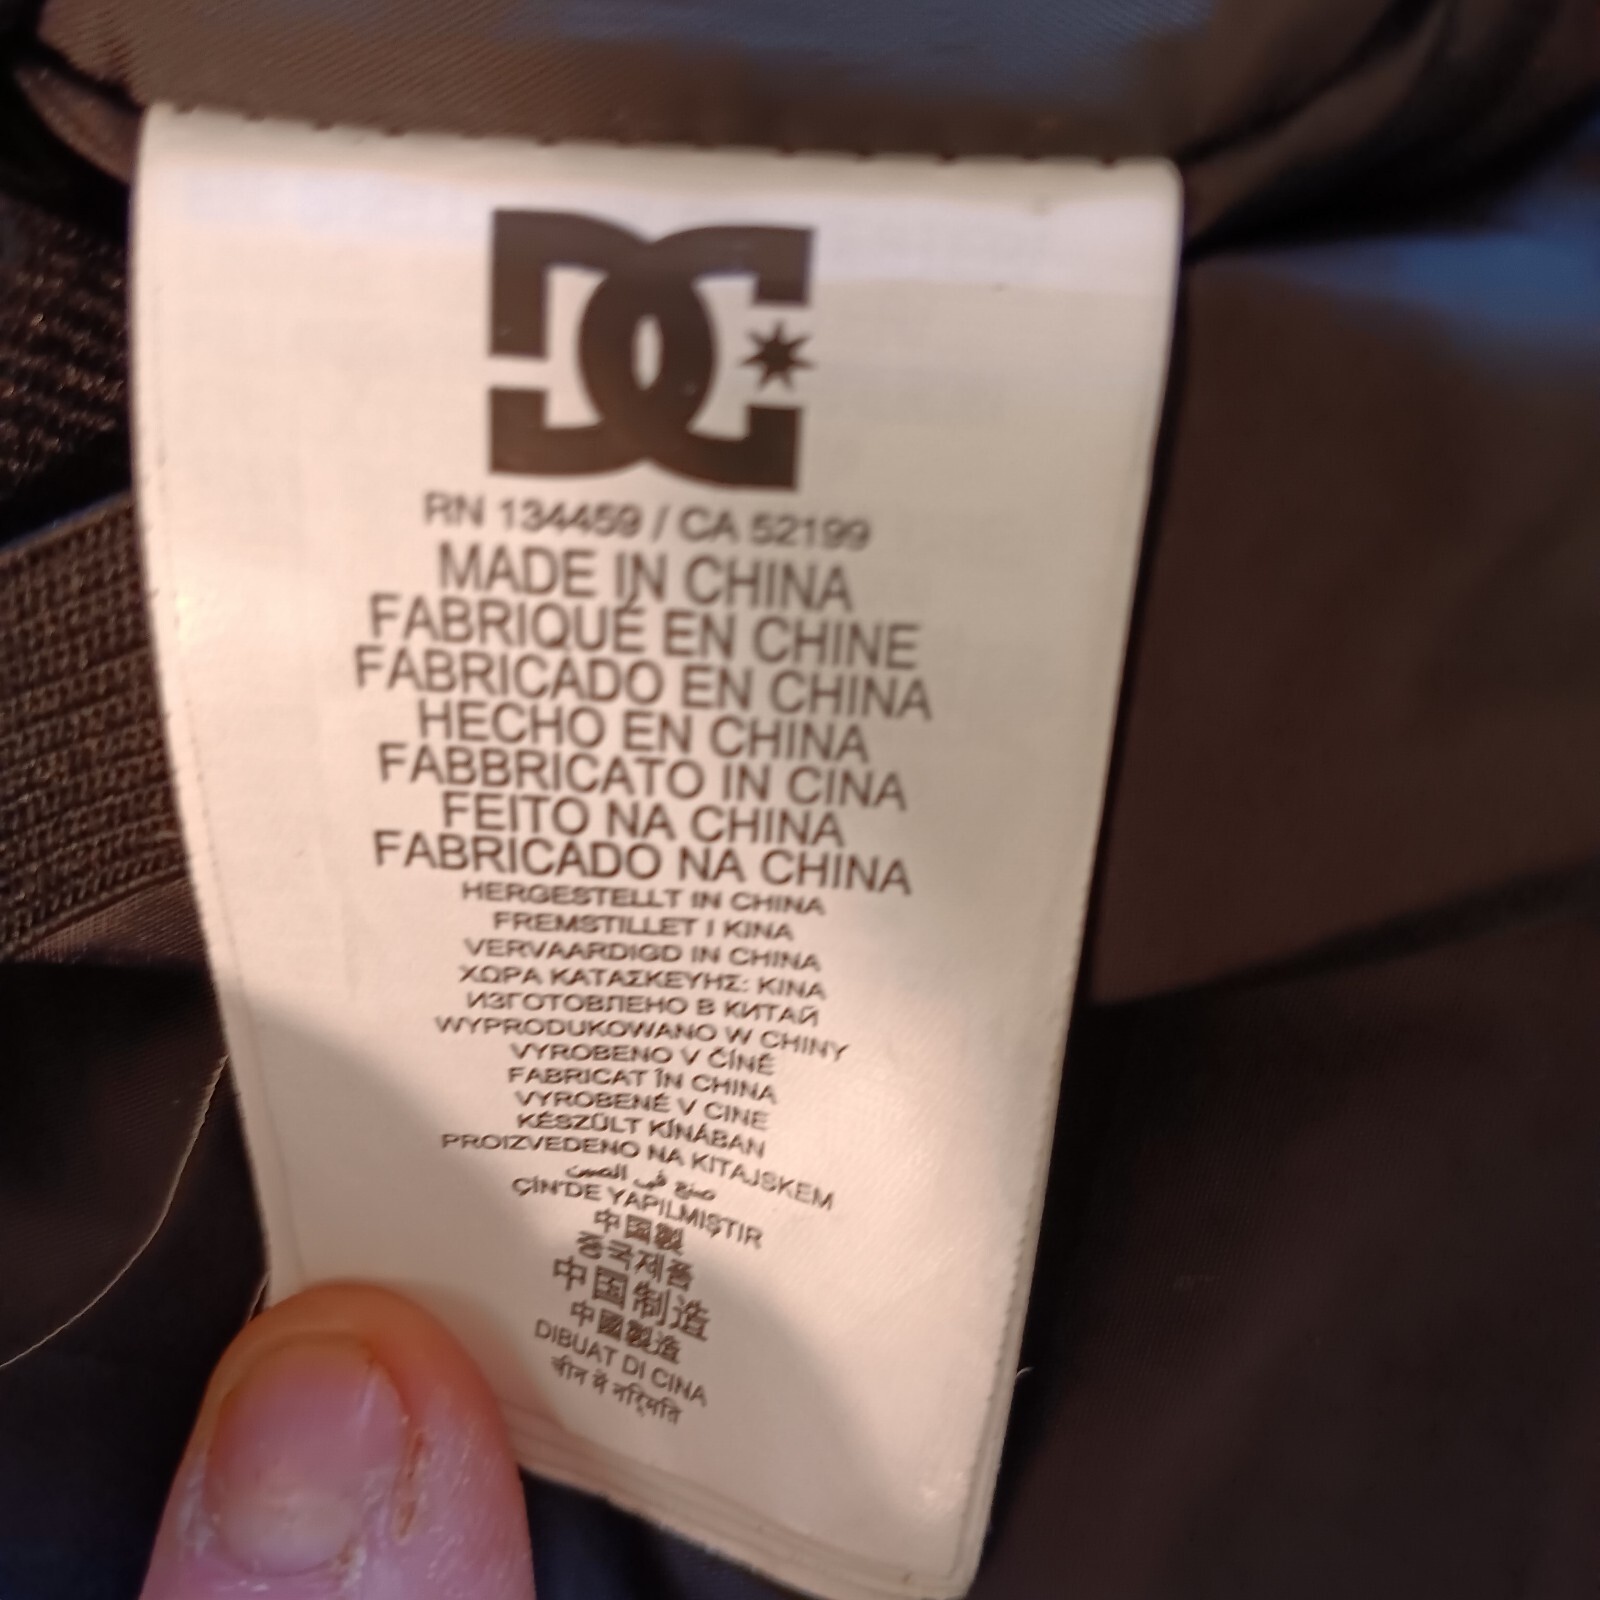 DC
RN 134459 / CA 52199
MADE IN CHINA
FABRIQUÉ EN CHINE
FABRICADO EN CHINA
HECHO EN CHINA
FABBRICATO IN CINA
FEITO NA CHINA
FABRICADO NA CHINA
HERGESTELLT IN CHINA
FREMSTILLET I KINA
VERVAARDIGD IN CHINA
ΧΩΡΑ ΚΑΤΑΣΚΕΥΗΣ: ΚΙΝΑ
ИЗГОТОВЛЕНО В КИТАЙ
WYPRODUKOWANO W CHINY
VYROBENO V ČÍNĚ
FABRICAT ÎN CHINA
VYROBENÉ V CINE
KÉSZÜLT KÍNÁBAN
PROIZVEDENO NA KITAJSKEM
صنع في الصين
ÇİN'DE YAPILMIŞTIR
中国製
중국제품
中国制造
中國製造
DIBUAT DI CINA
चीन में नर्िमति